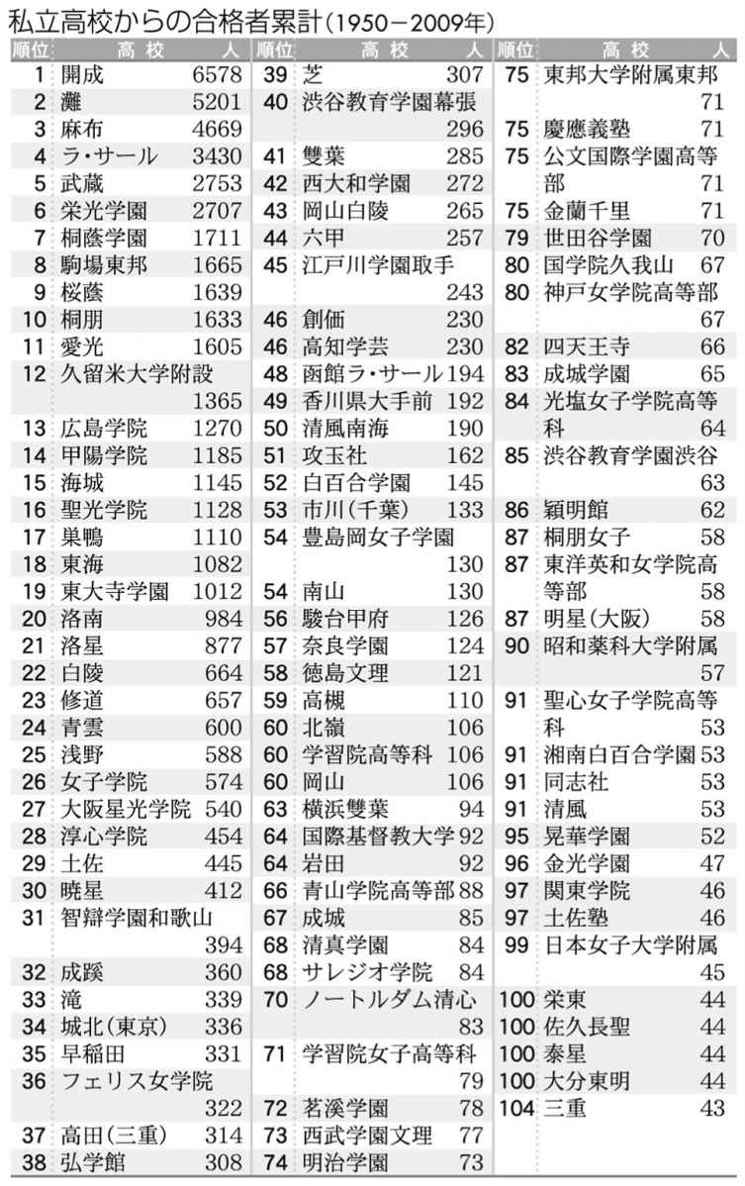 私立高校からの合格者累計(1950−2009年)
順位 高校 人
1 開成 6578
2 灘 5201
3 麻布 4669
4 ラ・サール 3430
5 武蔵 2753
6 栄光学園 2707
7 桐蔭学園 1711
8 駒場東邦 1665
9 桜蔭 1639
10 桐朋 1633
11 愛光 1605
12 久留米大学附設
1365
13 広島学院 1270
14 甲陽学院 1185
15 海城 1145
16 聖光学院 1128
17 巣鴨 1110
18 東海 1082
19 東大寺学園 1012
20 洛南 984
21 洛星 877
22 白陵 664
23 修道 657
24 青雲 600
25 浅野 588
26 女子学院 574
27 大阪星光学院 540
28 淳心学院 454
29 土佐 445
30 暁星 412
31 智辯学園和歌山
394
32 成蹊 360
33 滝 339
34 城北(東京) 336
35 早稲田 331
36 フェリス女学院
322
37 高田(三重) 314
38 弘学館 308
順位 高校 人
39 芝 307
40 渋谷教育学園幕張
296
41 雙葉 285
42 西大和学園 272
43 岡山白陵 265
44 六甲 257
45 江戸川学園取手
243
46 創価 230
46 高知学芸 230
48 函館ラ・サール 194
49 香川県大手前 192
50 清風南海 190
51 攻玉社 162
52 白百合学園 145
53 市川(千葉) 133
54 豊島岡女子学園
130
54 南山 130
56 駿台甲府 126
57 奈良学園 124
58 徳島文理 121
59 高槻 110
60 北嶺 106
60 学習院高等科 106
60 岡山 106
63 横浜雙葉 94
64 国際基督教大学 92
64 岩田 92
66 青山学院高等部 88
67 成城 85
68 清真学園 84
68 サレジオ学院 84
70 ノートルダム清心
83
71 学習院女子高等科
79
72 茗溪学園 78
73 西武学園文理 77
74 明治学園 73
順位 高校 人
75 東邦大学附属東邦
71
75 慶應義塾 71
75 公文国際学園高等
部 71
75 金蘭千里 71
79 世田谷学園 70
80 国学院久我山 67
80 神戸女学院高等部
67
82 四天王寺 66
83 成城学園 65
84 光塩女子学院高等
科 64
85 渋谷教育学園渋谷
63
86 穎明館 62
87 桐朋女子 58
87 東洋英和女学院高
等部 58
87 明星(大阪) 58
90 昭和薬科大学附属
57
91 聖心女子学院高等
科 53
91 湘南白百合学園 53
91 同志社 53
91 清風 53
95 晃華学園 52
96 金光学園 47
97 関東学院 46
97 土佐塾 46
99 日本女子大学附属
45
100 栄東 44
100 佐久長聖 44
100 泰星 44
100 大分東明 44
104 三重 43